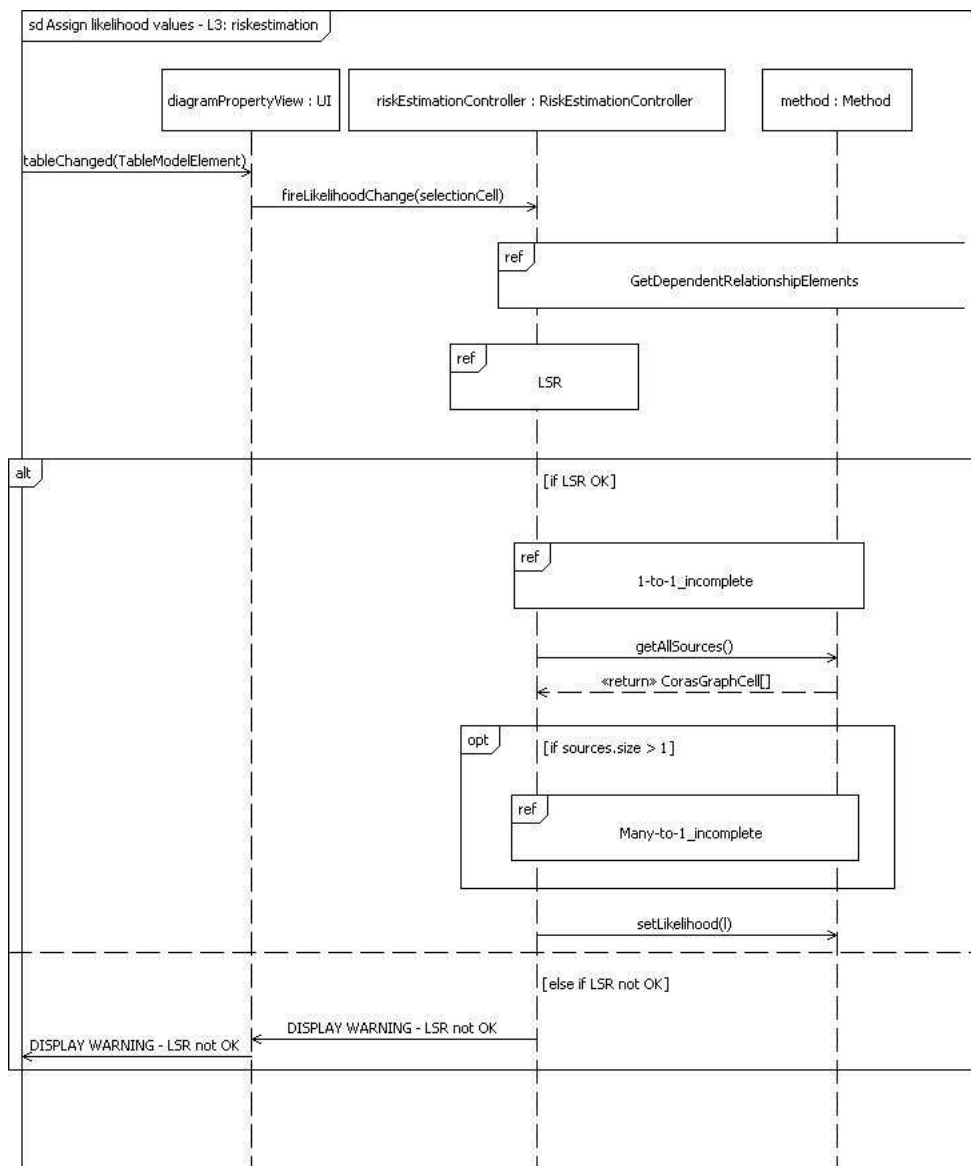 sd Assign likelihood values - L3: riskestimation
diagramPropertyView : UI
riskEstimationController : RiskEstimationController
method : Method
tableChanged(TableModelElement)
fireLikelihoodChange(selectionCell)
ref
GetDependentRelationshipElements
ref
LSR
alt
[if LSR OK]
ref
1-to-1_incomplete
getAllSources()
«return» CorasGraphCell[]
opt
[if sources.size > 1]
ref
Many-to-1_incomplete
setLikelihood(l)
[else if LSR not OK]
DISPLAY WARNING - LSR not OK
DISPLAY WARNING - LSR not OK